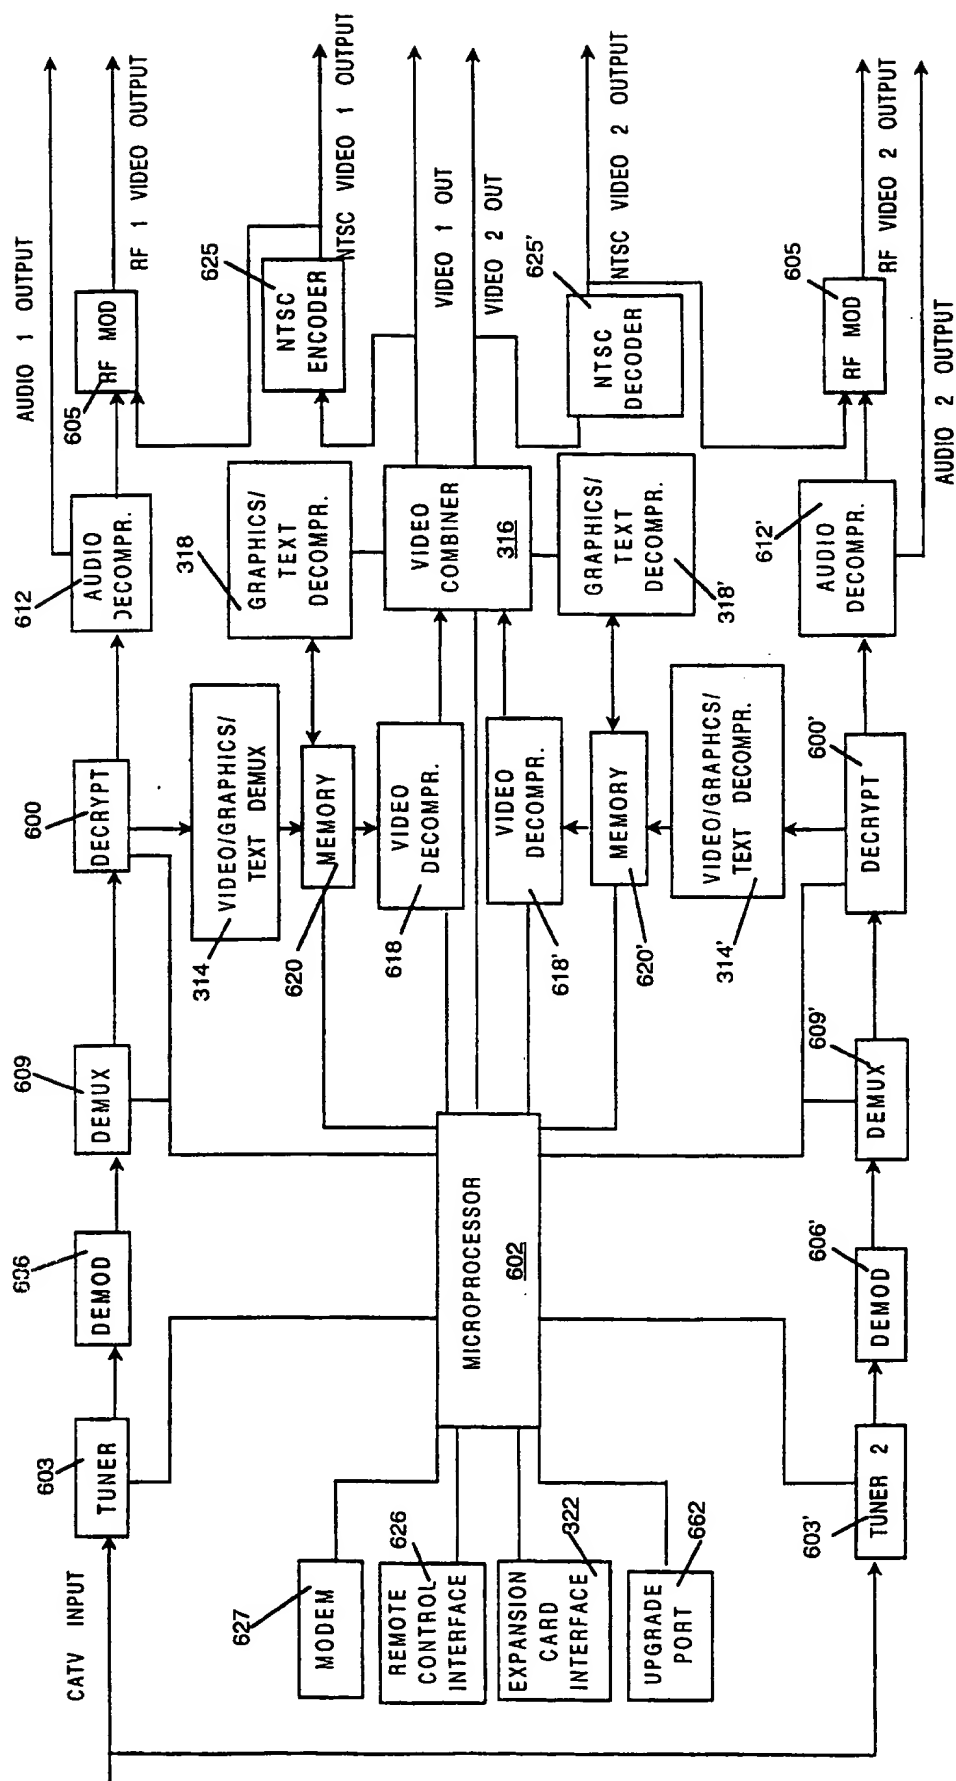 CATV INPUT
603
TUNER
606
DEMOD
609
DEMUX
600
DECRYPT
612
AUDIO
DECOMPR.
AUDIO 1 OUTPUT
605
RF MOD
RF 1 VIDEO OUTPUT
314
VIDEO/GRAPHICS/
TEXT DEMUX
318
GRAPHICS/
TEXT
DECOMPR.
625
NTSC
ENCODER
NTSC VIDEO 1 OUTPUT
620
MEMORY
618
VIDEO
DECOMPR.
VIDEO
COMBINER
316
VIDEO 1 OUT
VIDEO 2 OUT
627
MODEM
626
REMOTE
CONTROL
INTERFACE
322
EXPANSION
CARD
INTERFACE
662
UPGRADE
PORT
MICROPROCESSOR
602
618'
VIDEO
DECOMPR.
620'
MEMORY
318'
GRAPHICS/
TEXT
DECOMPR.
625'
NTSC
DECODER
NTSC VIDEO 2 OUTPUT
314'
VIDEO/GRAPHCS/
TEXT DECOMPR.
603'
TUNER 2
606'
DEMOD
609'
DEMUX
600'
DECRYPT
612'
AUDIO
DECOMPR.
605
RF MOD
RF VIDEO 2 OUTPUT
AUDIO 2 OUTPUT